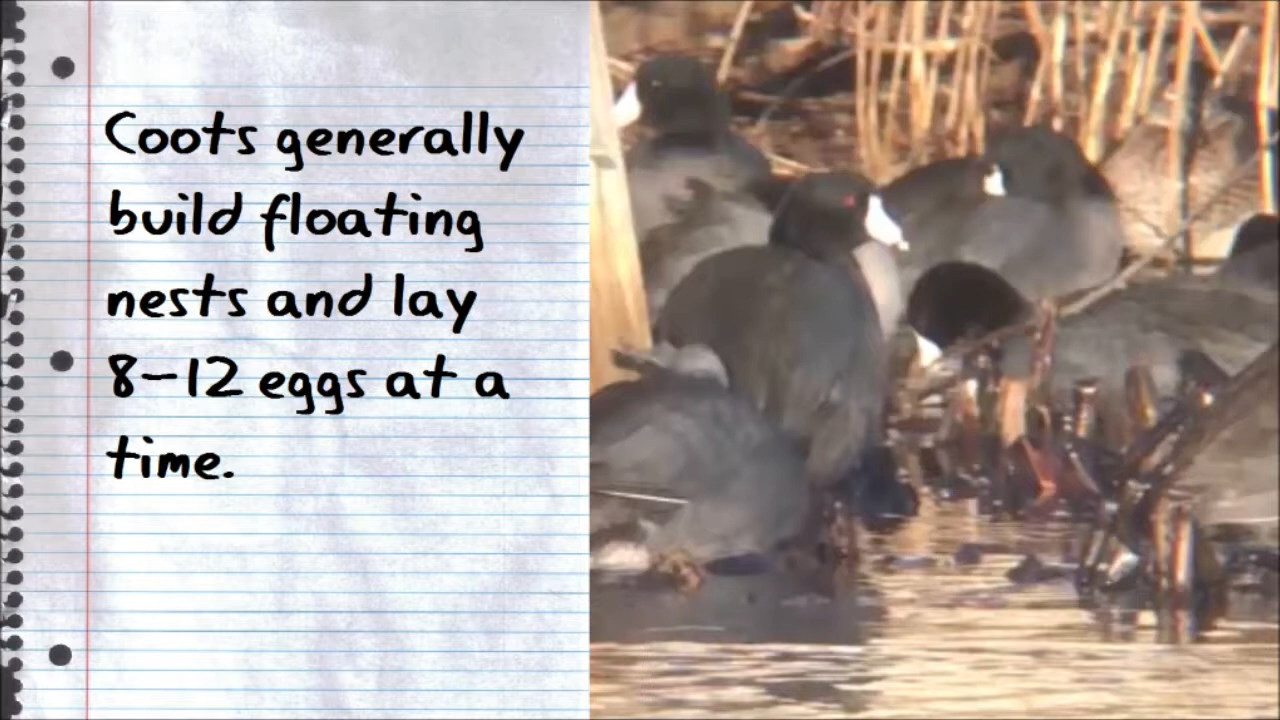 Coots generally
build floating
nests and lay
8-12 eggs at a
time.